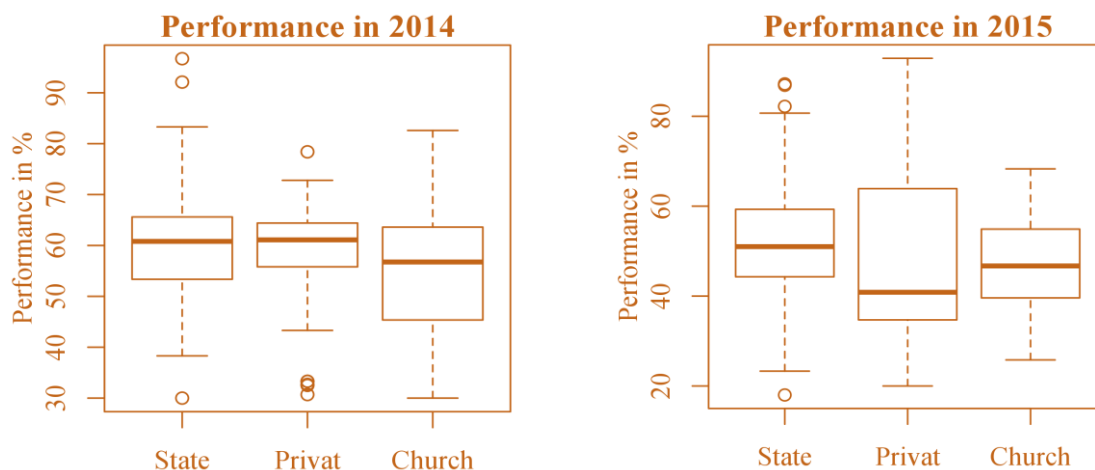 Performance in 2014
Performance in %
90
80
70
60
50
40
30
State Privat Church
Performance in 2015
Performance in %
80
60
40
20
State Privat Church